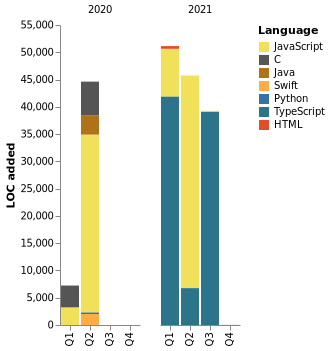 2020
2021
LOC added
55,000
50,000
45,000
40,000
35,000
30,000
25,000
20,000
15,000
10,000
5,000
0
Q1
Q2
Q3
Q4
Q1
Q2
Q3
Q4
Language
JavaScript
C
Java
Swift
Python
TypeScript
HTML